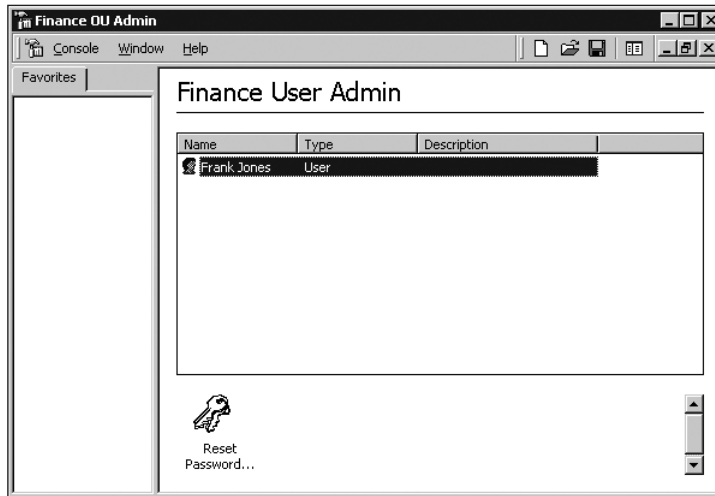 Finance OU Admin
Console Window Help
Favorites
Finance User Admin
Name Type Description
Frank Jones User
Reset
Password...